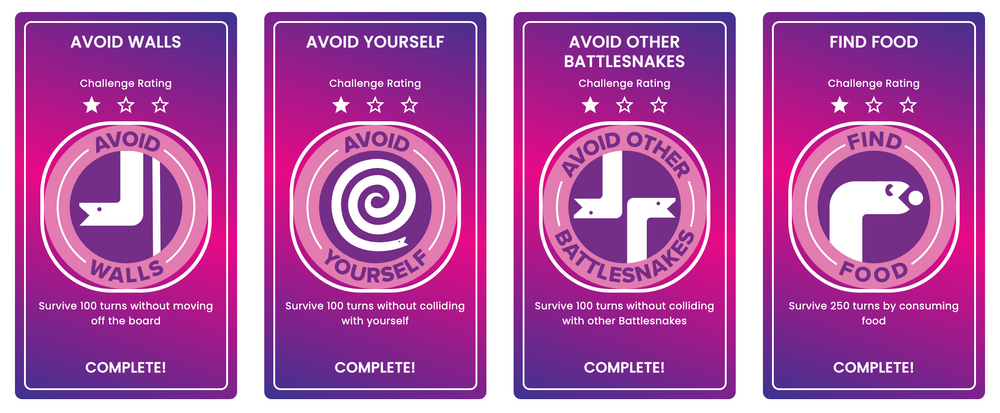 AVOID WALLS
Challenge Rating
AVOID
WALLS
Survive 100 turns without moving
off the board
COMPLETE!
AVOID YOURSELF
Challenge Rating
AVOID
YOURSELF
Survive 100 turns without colliding
with yourself
COMPLETE!
AVOID OTHER
BATTLESNAKES
Challenge Rating
AVOID OTHER
BATTLESNAKES
Survive 100 turns without colliding
with other Battlesnakes
COMPLETE!
FIND FOOD
Challenge Rating
FIND
FOOD
Survive 250 turns by consuming
food
COMPLETE!